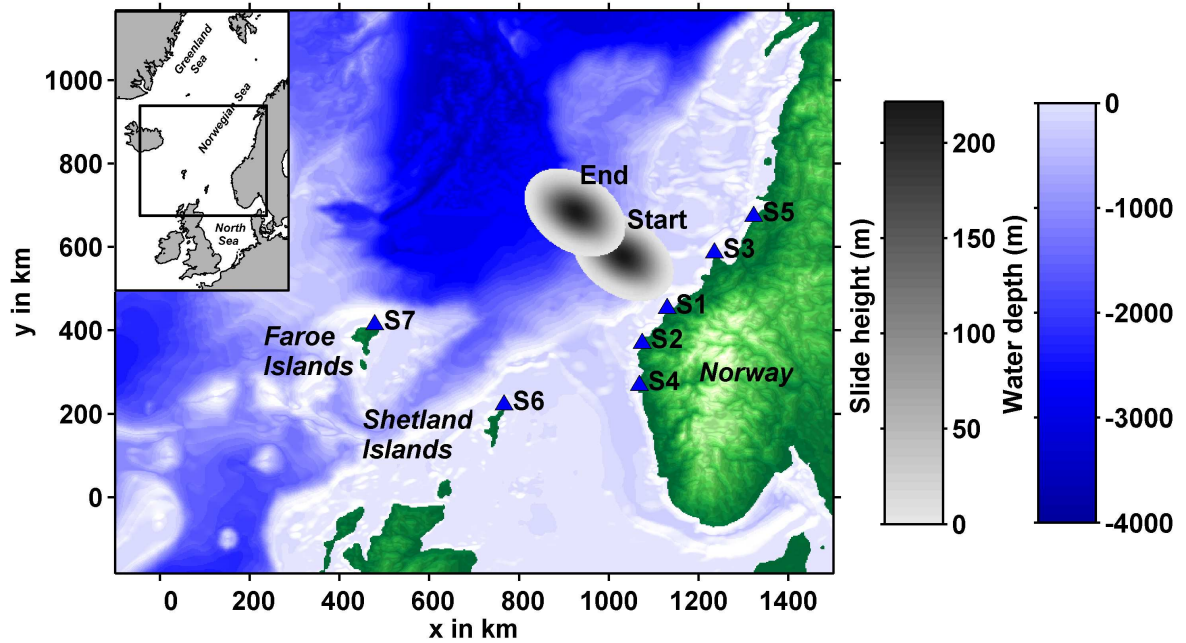 Greenland
Sea
Norwegian Sea
North
Sea
1000
800
600
400
200
0
y in km
0
200
400
600
800
1000
1200
1400
x in km
End
Start
S5
S3
S1
S7
S2
S4
S6
Faroe
Islands
Norway
Shetland
Islands
Slide height (m)
200
150
100
50
0
Water depth (m)
0
-1000
-2000
-3000
-4000